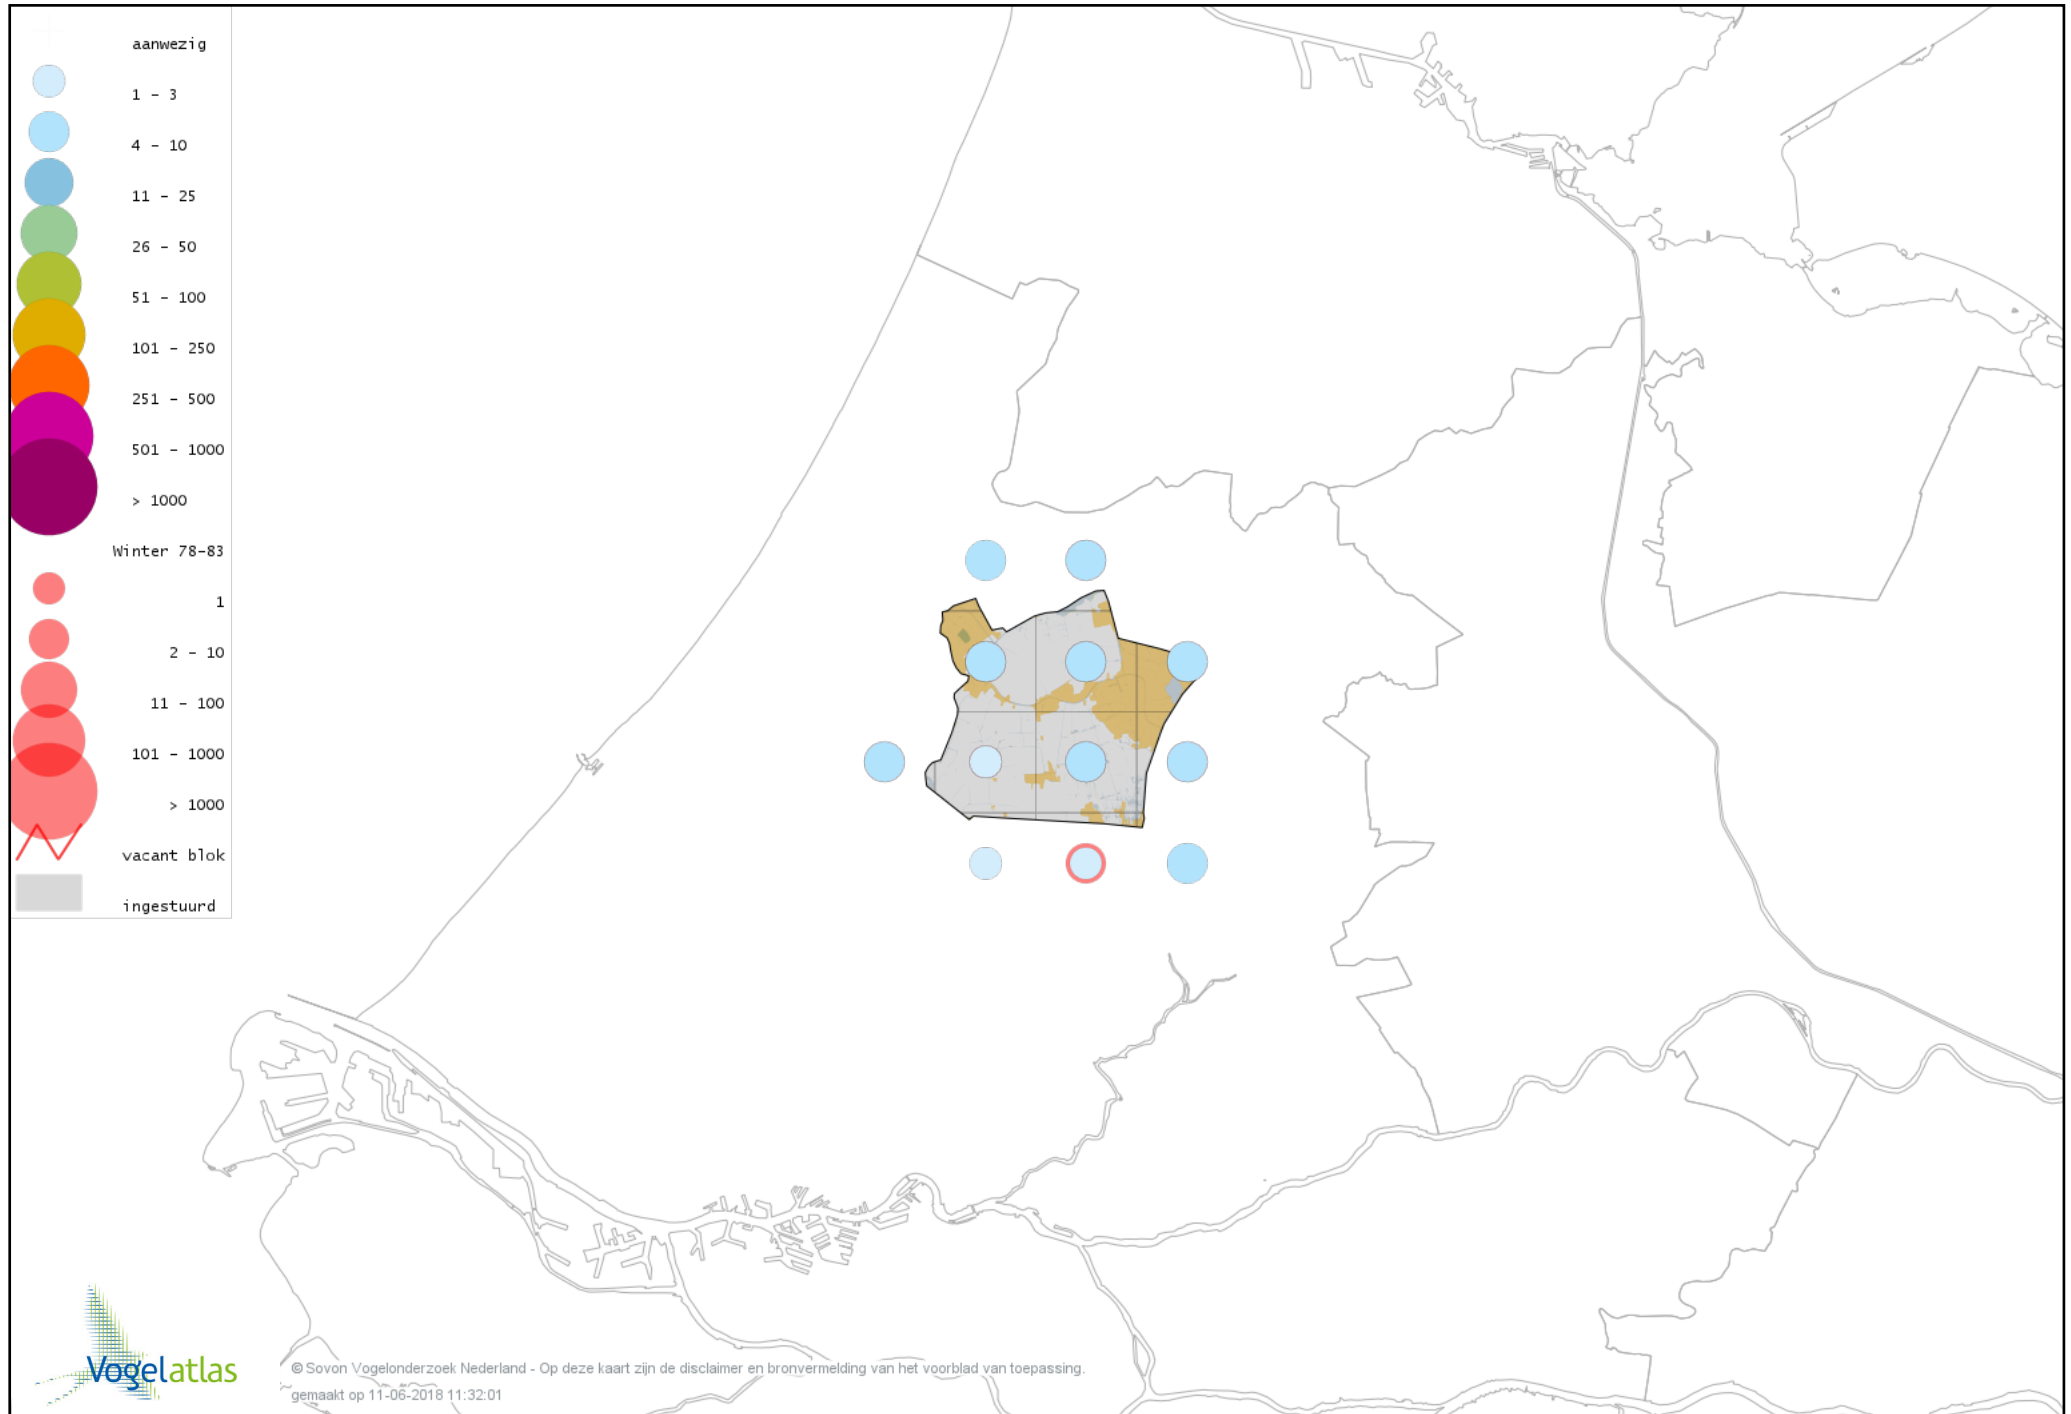 aanwezig
1 - 3
4 - 10
11 - 25
26 - 50
51 - 100
101 - 250
251 - 500
501 - 1000
> 1000
Winter 78-83
1
2 - 10
11 - 100
101 - 1000
> 1000
vacant blok
ingestuurd
Vogelatlas
© Sovon Vogelonderzoek Nederland - Op deze kaart zijn de disclaimer en bronvermelding van het voorblad van toepassing.
gemaakt op 11-06-2018 11:32:01